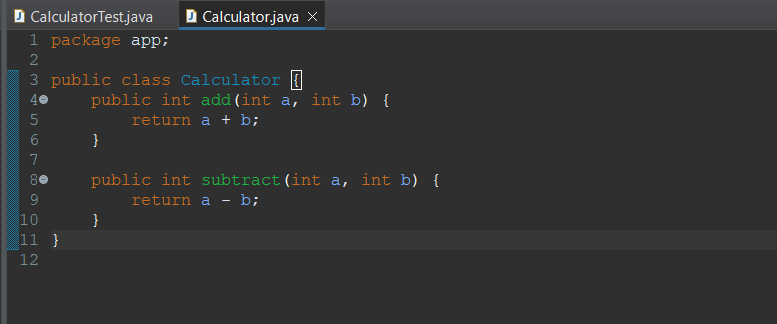 CalculatorTest.java Calculator.java
1 package app;
2
3 public class Calculator {
4     public int add(int a, int b) {
5         return a + b;
6     }
7
8     public int subtract(int a, int b) {
9         return a - b;
10     }
11 }
12